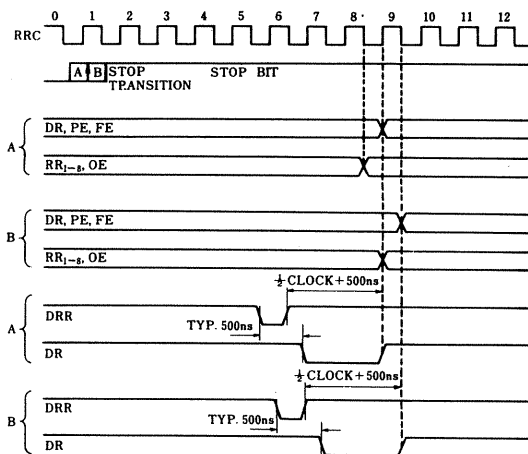 0 1 2 3 4 5 6 7 8 9 10 11 12
RRC
A B STOP STOP BIT
TRANSITION
DR, PE, FE
A
RR1–8, OE
DR, PE, FE
B
RR1–8, OE
½ CLOCK+500ns
DRR
A
TYP. 500ns
DR
½ CLOCK+500ns
DRR
B
TYP. 500ns
DR